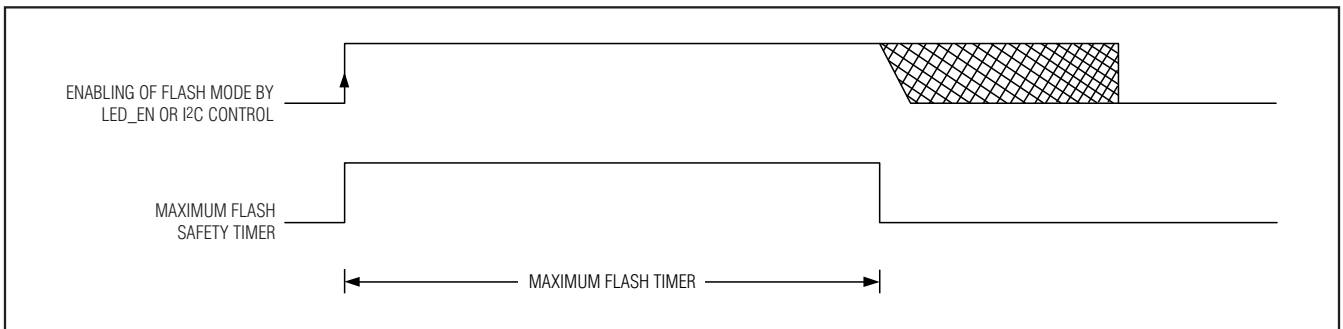 ENABLING OF FLASH MODE BY
LED_EN OR I2C CONTROL
MAXIMUM FLASH
SAFETY TIMER
MAXIMUM FLASH TIMER